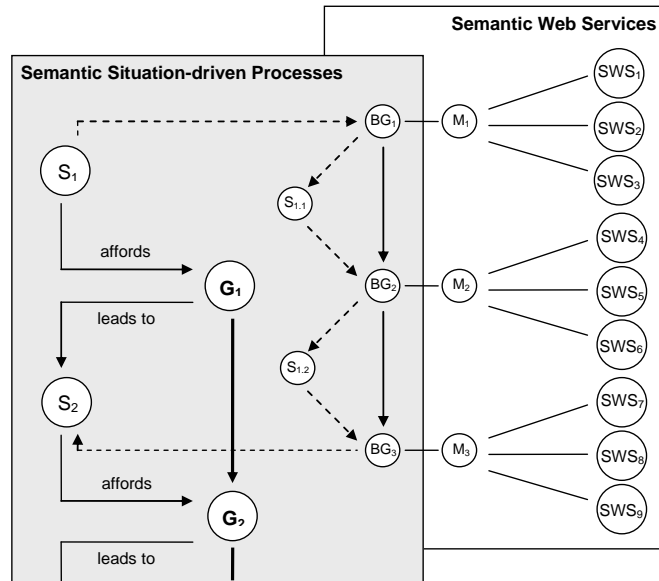 Semantic Web Services
Semantic Situation-driven Processes
SWS1
BG1
M1
SWS2
S1
SWS3
S1.1
affords
SWS4
G1
BG2
M2
SWS5
leads to
SWS6
S1.2
S2
SWS7
BG3
M3
SWS8
affords
SWS9
G2
leads to